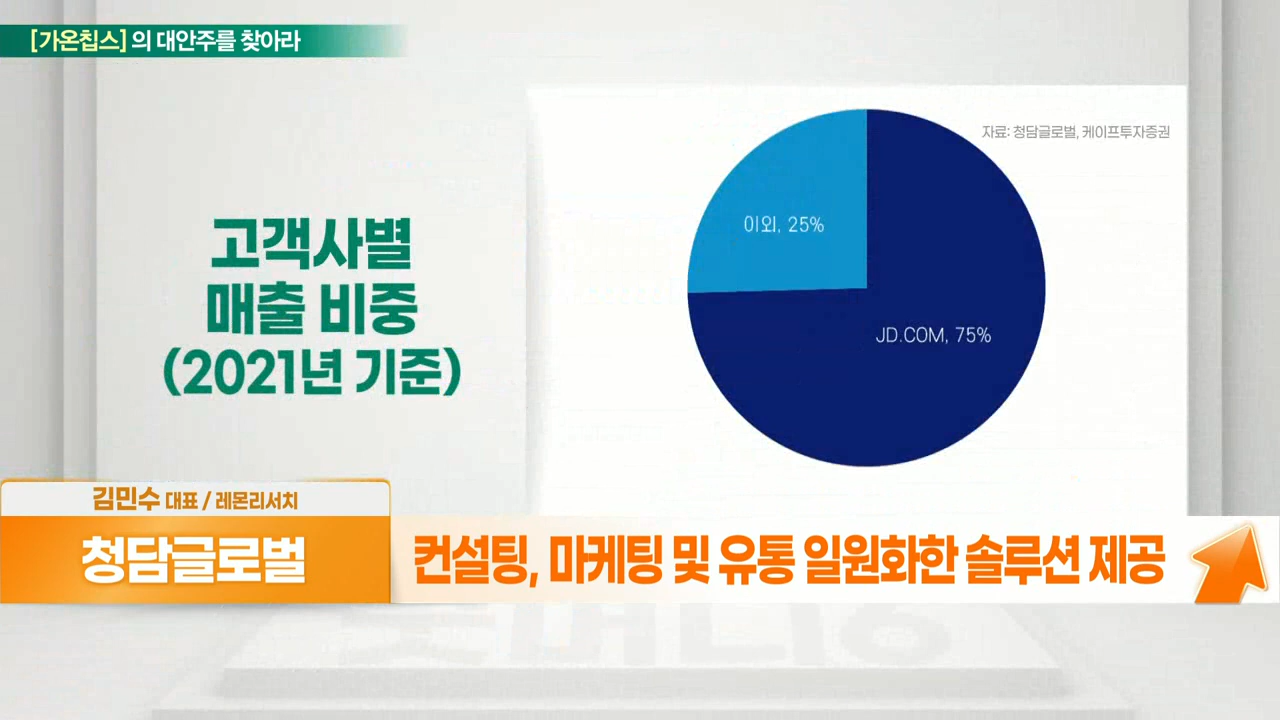 [가온칩스]의 대안주를 찾아라
자료: 청담글로벌, 케이프투자증권
이외, 25%
JD.COM, 75%
고객사별
매출 비중
(2021년 기준)
김민수 대표 / 레몬리서치
청담글로벌
컨설팅, 마케팅 및 유통 일원화한 솔루션 제공